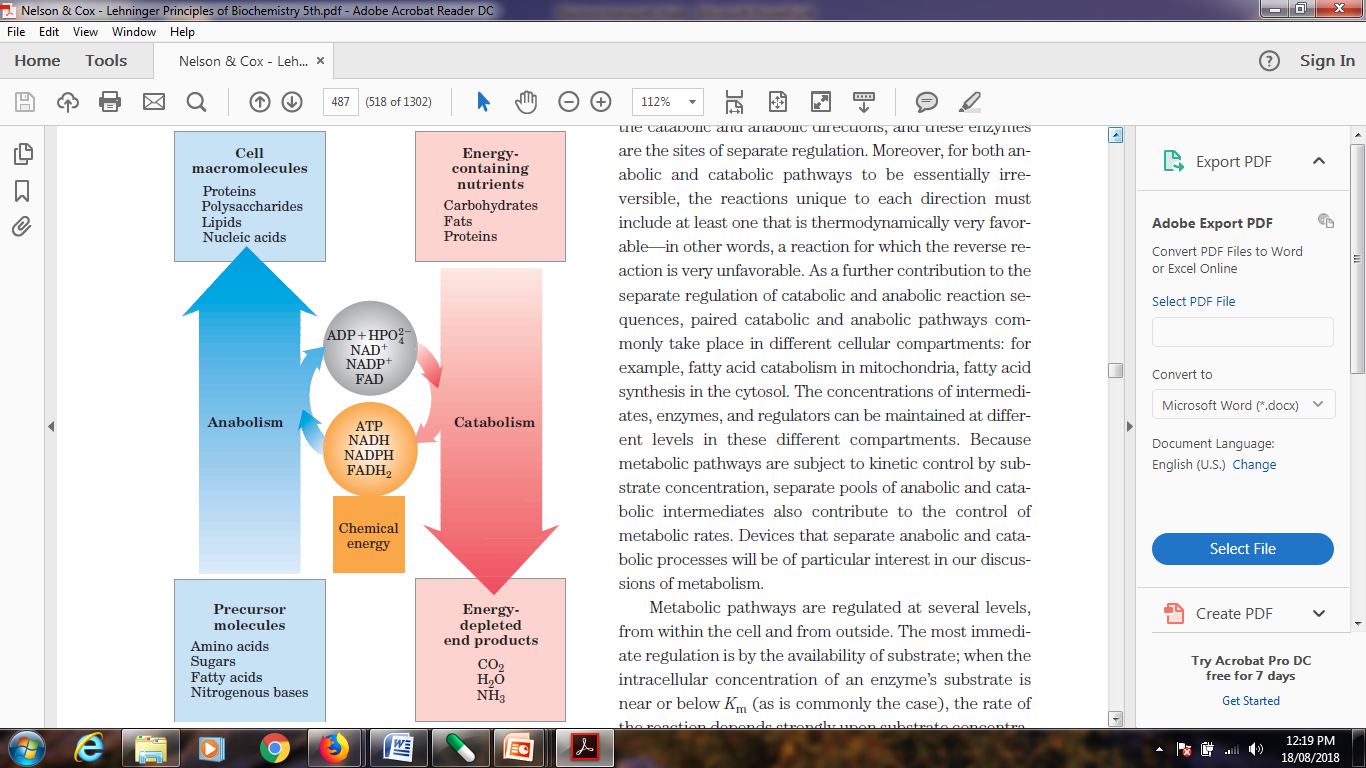 Nelson & Cox - Lehninger Principles of Biochemistry 5th.pdf - Adobe Acrobat Reader DC
File Edit View Window Help
Home Tools Nelson & Cox - Leh... × Sign In
487 (518 of 1302) 112%
Cell
macromolecules
Proteins
Polysaccharides
Lipids
Nucleic acids
Energy-
containing
nutrients
Carbohydrates
Fats
Proteins
ADP + HPO₄²⁻
NAD⁺
NADP⁺
FAD
Anabolism
ATP
NADH
NADPH
FADH₂
Catabolism
Chemical
energy
Precursor
molecules
Amino acids
Sugars
Fatty acids
Nitrogenous bases
Energy-
depleted
end products
CO₂
H₂O
NH₃
the catabolic and anabolic directions, and these enzymes
are the sites of separate regulation. Moreover, for both an-
abolic and catabolic pathways to be essentially irre-
versible, the reactions unique to each direction must
include at least one that is thermodynamically very favor-
able—in other words, a reaction for which the reverse re-
action is very unfavorable. As a further contribution to the
separate regulation of catabolic and anabolic reaction se-
quences, paired catabolic and anabolic pathways com-
monly take place in different cellular compartments: for
example, fatty acid catabolism in mitochondria, fatty acid
synthesis in the cytosol. The concentrations of intermedi-
ates, enzymes, and regulators can be maintained at differ-
ent levels in these different compartments. Because
metabolic pathways are subject to kinetic control by sub-
strate concentration, separate pools of anabolic and cata-
bolic intermediates also contribute to the control of
metabolic rates. Devices that separate anabolic and cata-
bolic processes will be of particular interest in our discus-
sions of metabolism.
Metabolic pathways are regulated at several levels,
from within the cell and from outside. The most immedi-
ate regulation is by the availability of substrate; when the
intracellular concentration of an enzyme's substrate is
near or below Kₘ (as is commonly the case), the rate of
the reaction depends strongly upon substrate concentra-
Export PDF
Adobe Export PDF
Convert PDF Files to Word
or Excel Online
Select PDF File
Convert to
Microsoft Word (*.docx)
Document Language:
English (U.S.) Change
Select File
Create PDF
Try Acrobat Pro DC
free for 7 days
Get Started
12:19 PM
18/08/2018